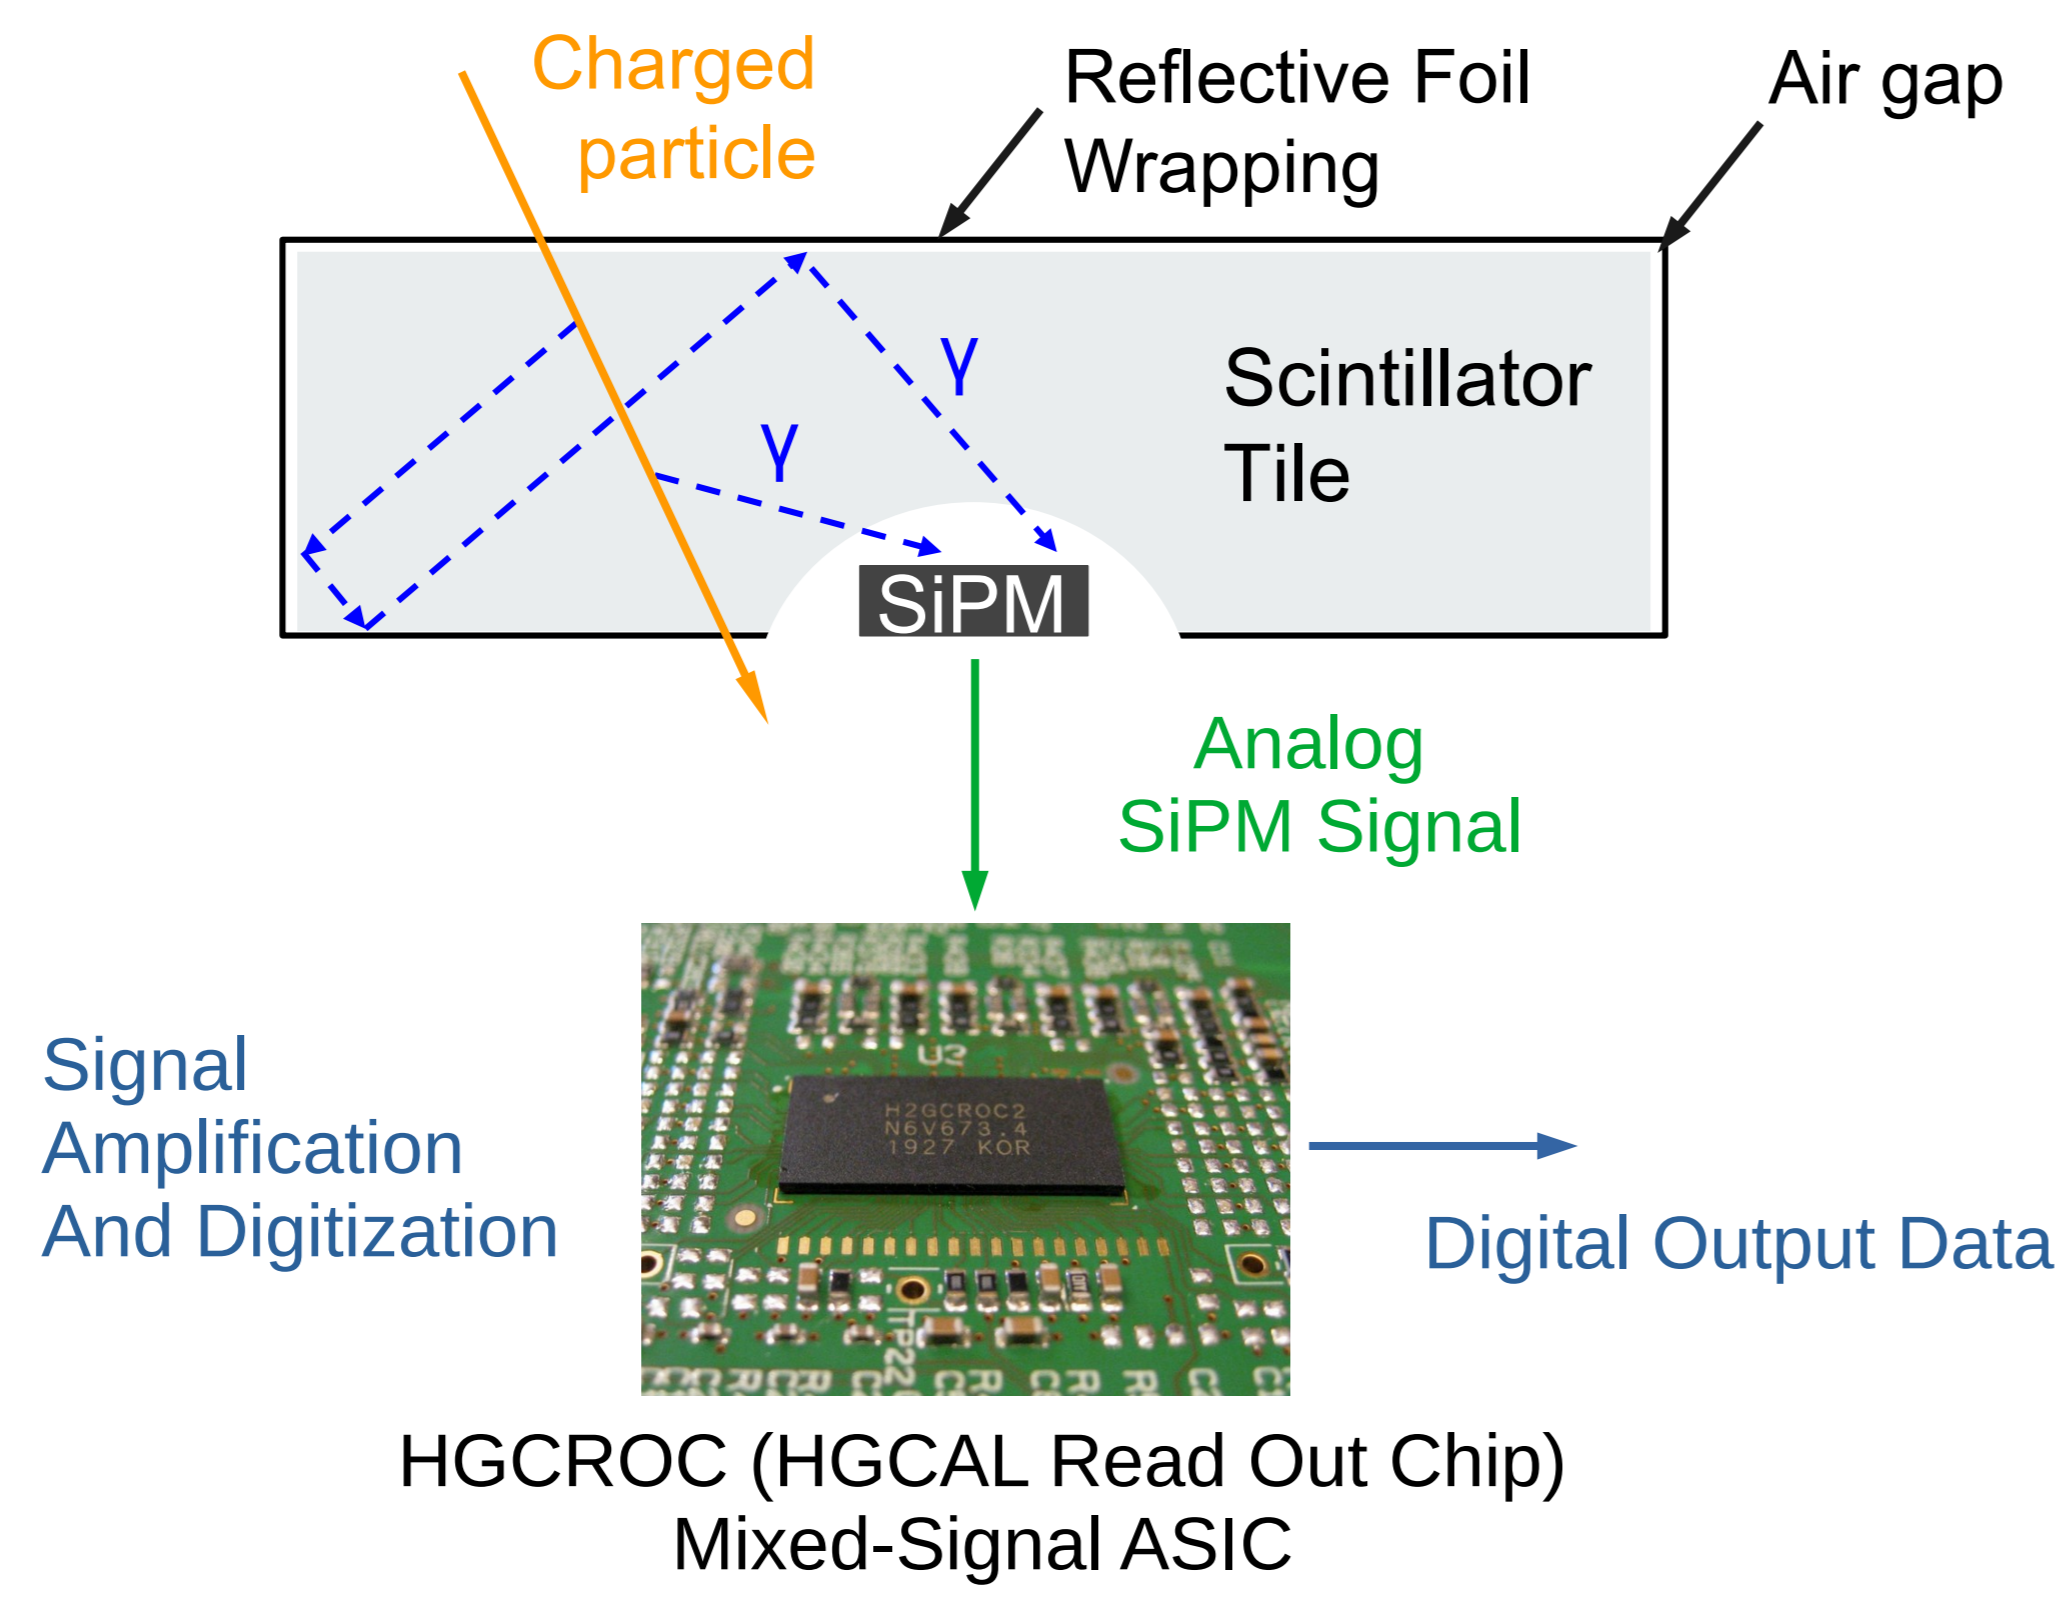 Charged
particle
Reflective Foil
Wrapping
Air gap
γ
γ
Scintillator
Tile
SiPM
Analog
SiPM Signal
Signal
Amplification
And Digitization
U3
H2GCROC2
N6V673.4
1927 KOR
TP22
Digital Output Data
HGCROC (HGCAL Read Out Chip)
Mixed-Signal ASIC